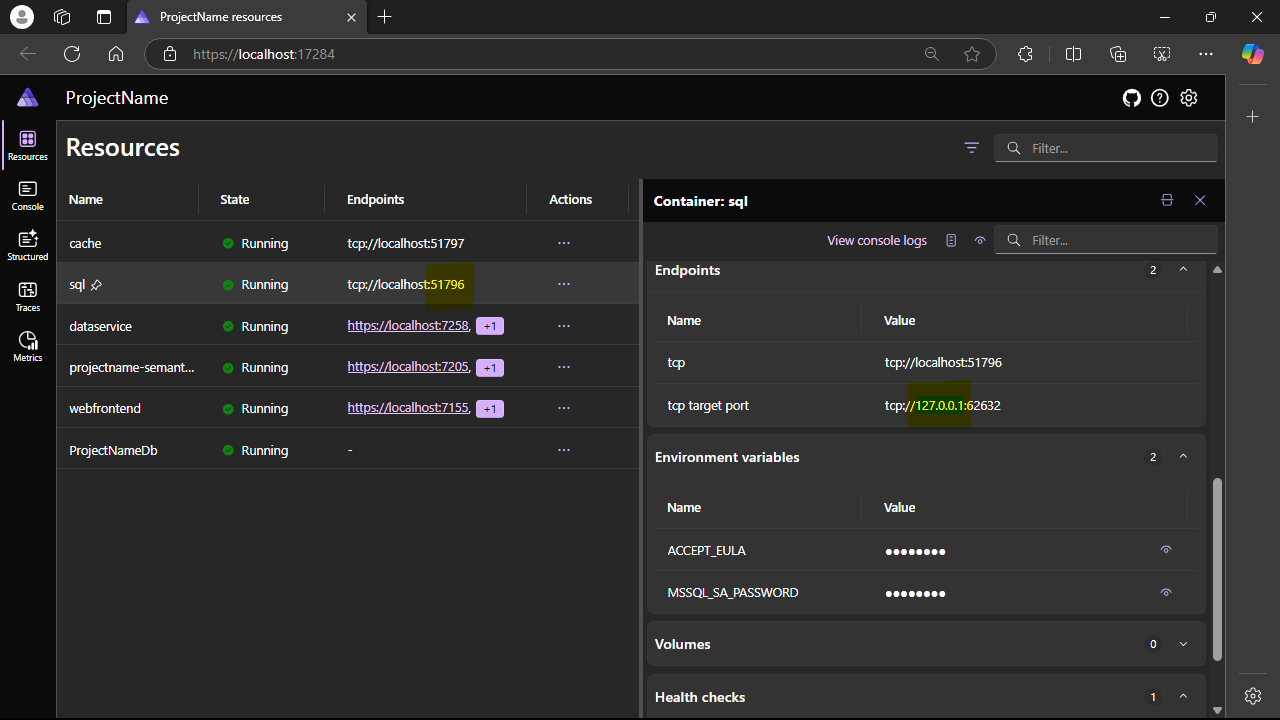 ProjectName resources
https://localhost:17284
ProjectName
Resources
Console
Structured
Traces
Metrics
Resources
Filter...
Name State Endpoints Actions
cache Running tcp://localhost:51797
sql Running tcp://localhost:51796
dataservice Running https://localhost:7258, +1
projectname-semant... Running https://localhost:7205, +1
webfrontend Running https://localhost:7155, +1
ProjectNameDb Running -
Container: sql
View console logs Filter...
Endpoints 2
Name Value
tcp tcp://localhost:51796
tcp target port tcp://127.0.0.1:62632
Environment variables 2
Name Value
ACCEPT_EULA ●●●●●●●●
MSSQL_SA_PASSWORD ●●●●●●●●
Volumes 0
Health checks 1